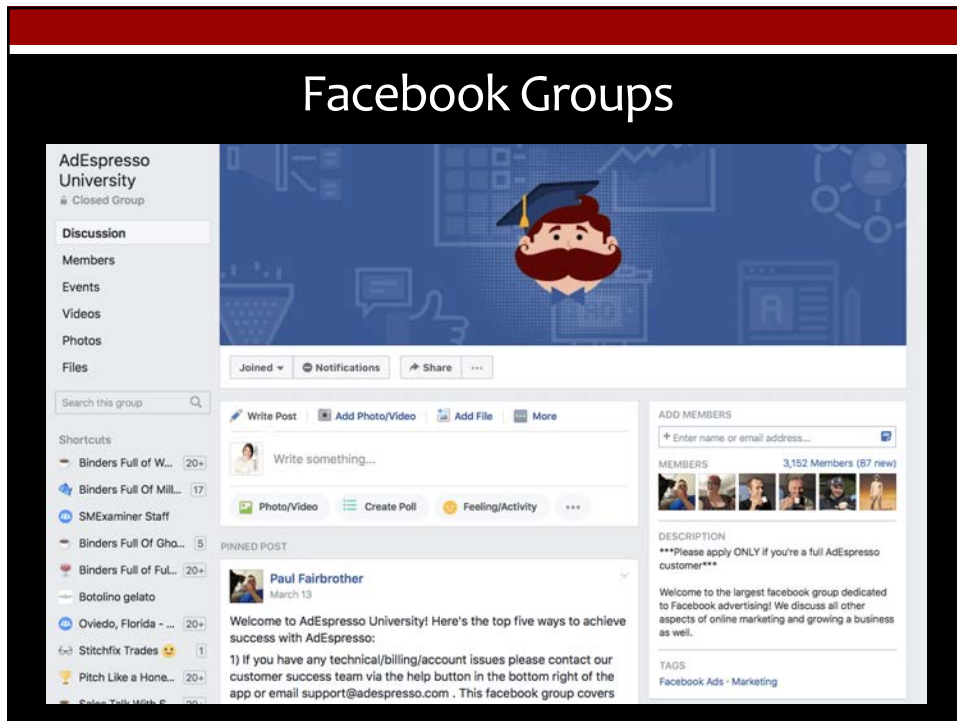 Facebook Groups
AdEspresso
University
Closed Group
Discussion
Members
Events
Videos
Photos
Files
Search this group
Shortcuts
Binders Full of W... 20+
Binders Full Of Mill... 17
SMExaminer Staff
Binders Full Of Gho... 5
Binders Full of Ful... 20+
Botolino gelato
Oviedo, Florida - ... 20+
Stitchfix Trades 1
Pitch Like a Hone... 20+
Joined
Notifications
Share
Write Post
Add Photo/Video
Add File
More
Write something...
Photo/Video
Create Poll
Feeling/Activity
PINNED POST
Paul Fairbrother
March 13
Welcome to AdEspresso University! Here's the top five ways to achieve
success with AdEspresso:
1) If you have any technical/billing/account issues please contact our
customer success team via the help button in the bottom right of the
app or email support@adespresso.com . This facebook group covers
ADD MEMBERS
+ Enter name or email address...
MEMBERS 3,152 Members (87 new)
DESCRIPTION
***Please apply ONLY if you're a full AdEspresso
customer***
Welcome to the largest facebook group dedicated
to Facebook advertising! We discuss all other
aspects of online marketing and growing a business
as well.
TAGS
Facebook Ads · Marketing